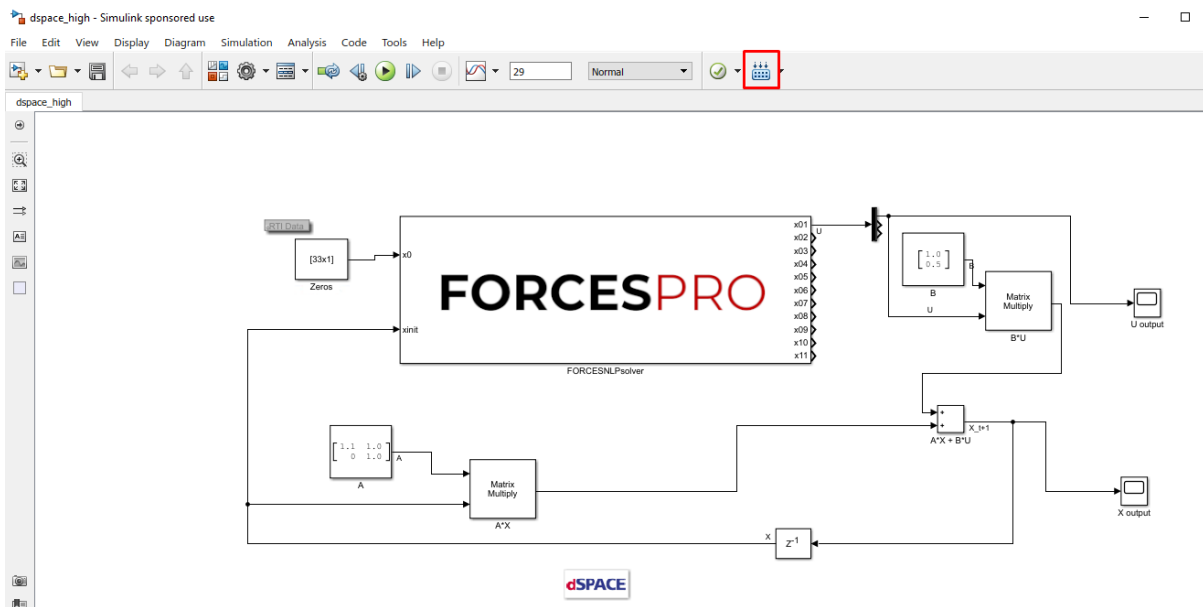 dspace_high - Simulink sponsored use
File Edit View Display Diagram Simulation Analysis Code Tools Help
29 Normal
dspace_high
RTI Data
[33x1]
Zeros
x0
xinit
FORCESPRO
x01
x02
x03
x04
x05
x06
x07
x08
x09
x10
x11
FORCESNLPsolver
U
1.0
0.5
B
B
U
Matrix
Multiply
B*U
U output
1.1 1.0
0 1.0
A
A
Matrix
Multiply
A*X
+
+
X_t+1
A*X + B*U
X output
X
z-1
dSPACE